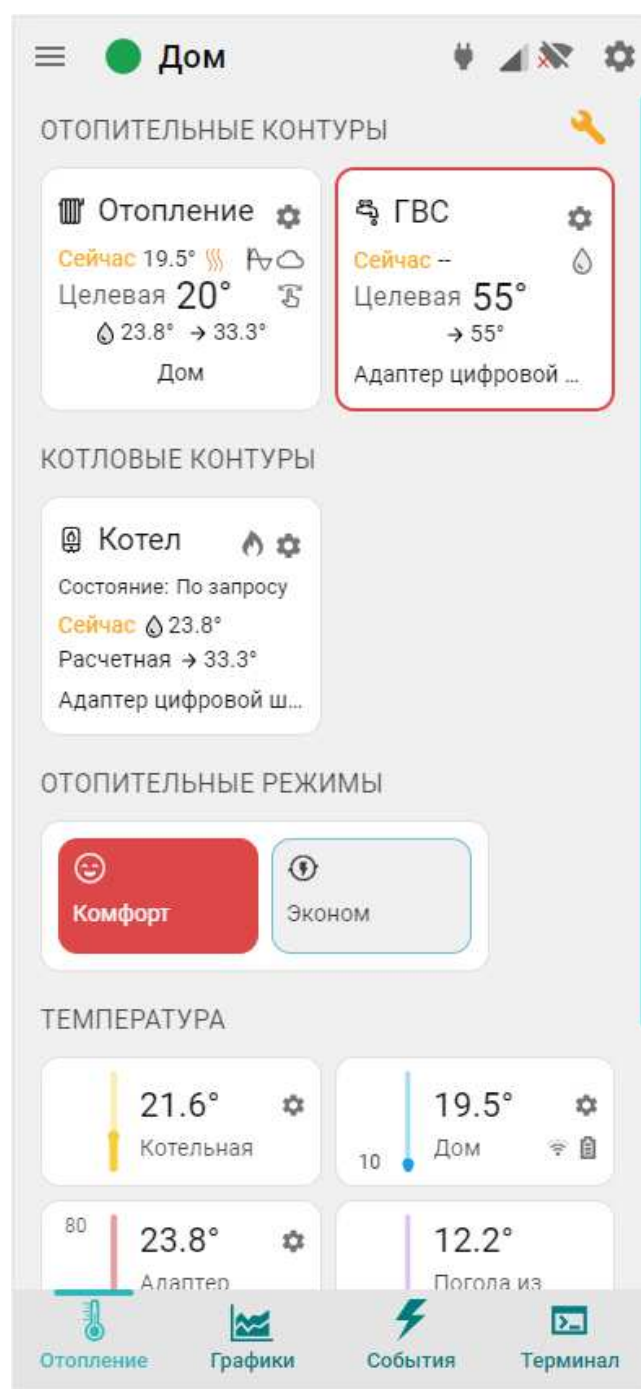 Дом
ОТОПИТЕЛЬНЫЕ КОНТУРЫ
Отопление
Сейчас 19.5°
Целевая 20°
23.8° → 33.3°
Дом
ГВС
Сейчас --
Целевая 55°
→ 55°
Адаптер цифровой ...
КОТЛОВЫЕ КОНТУРЫ
Котел
Состояние: По запросу
Сейчас 23.8°
Расчетная → 33.3°
Адаптер цифровой ш...
ОТОПИТЕЛЬНЫЕ РЕЖИМЫ
Комфорт
Эконом
ТЕМПЕРАТУРА
21.6°
Котельная
19.5°
10 Дом
80
23.8°
Адаптер
12.2°
Погода из
Отопление
Графики
События
Терминал